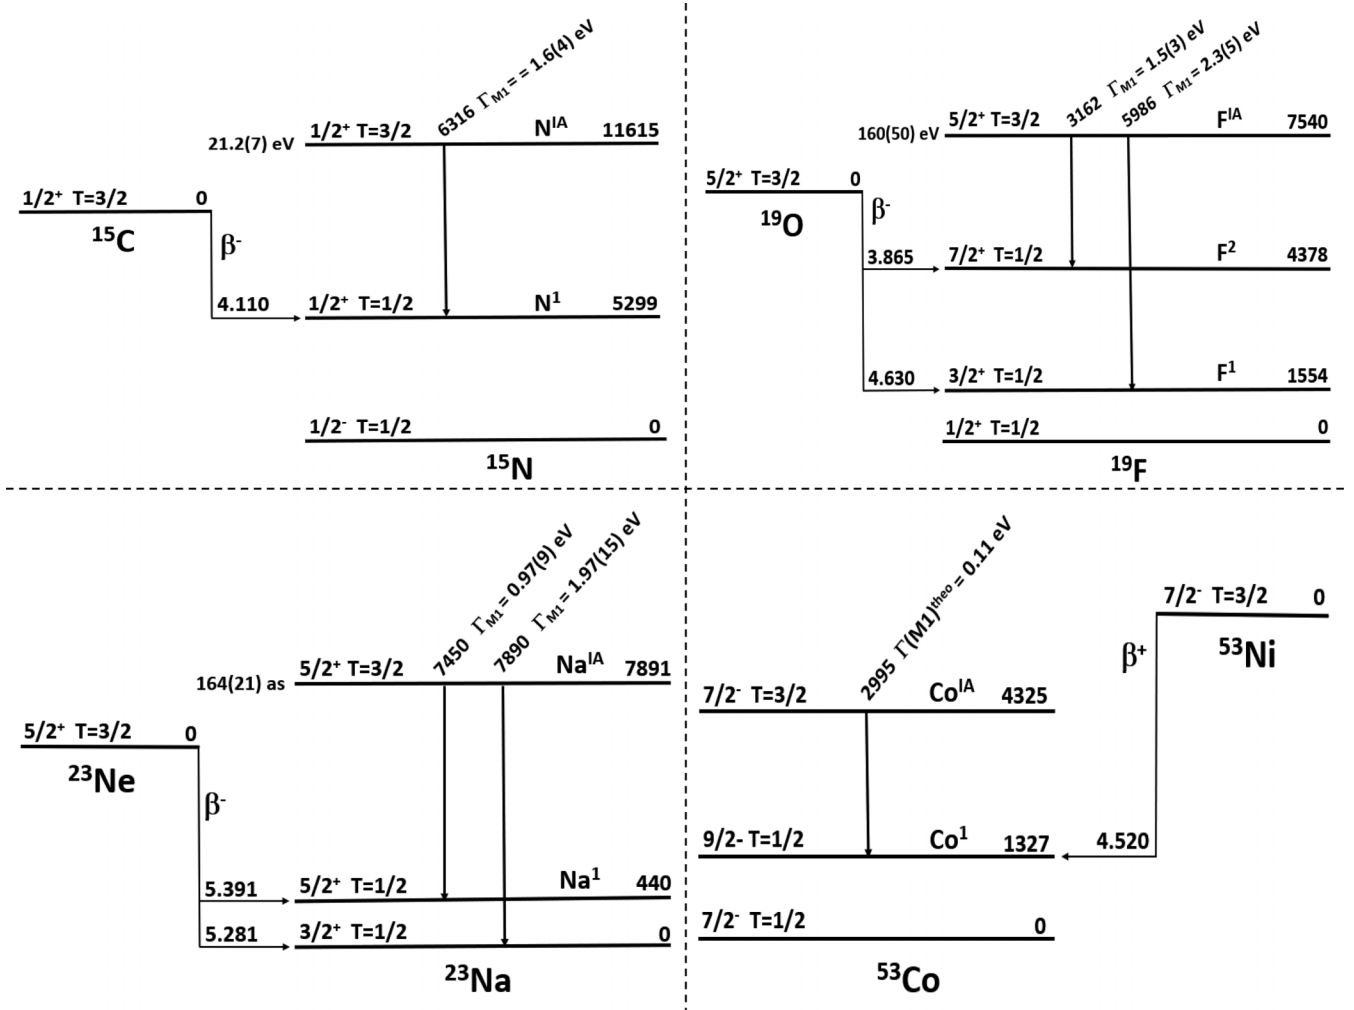 6316 ΓM1 = = 1.6(4) eV
21.2(7) eV
1/2⁺ T=3/2 Nᴵᴬ 11615
1/2⁺ T=3/2 0
¹⁵C
β⁻
4.110
1/2⁺ T=1/2 N¹ 5299
1/2⁻ T=1/2 0
¹⁵N
3162 ΓM1 = 1.5(3) eV
5986 ΓM1 = 2.3(5) eV
160(50) eV
5/2⁺ T=3/2 Fᴵᴬ 7540
5/2⁺ T=3/2 0
¹⁹O
β⁻
3.865
7/2⁺ T=1/2 F² 4378
4.630
3/2⁺ T=1/2 F¹ 1554
1/2⁺ T=1/2 0
¹⁹F
7450 ΓM1 = 0.97(9) eV
7890 ΓM1 = 1.97(15) eV
164(21) as
5/2⁺ T=3/2 Naᴵᴬ 7891
5/2⁺ T=3/2 0
²³Ne
β⁻
5.391
5/2⁺ T=1/2 Na¹ 440
5.281
3/2⁺ T=1/2 0
²³Na
2995 Γ(M1)ᵗʰᵉᵒ = 0.11 eV
7/2⁻ T=3/2 0
⁵³Ni
β⁺
7/2⁻ T=3/2 Coᴵᴬ 4325
9/2- T=1/2 Co¹ 1327
4.520
7/2⁻ T=1/2 0
⁵³Co